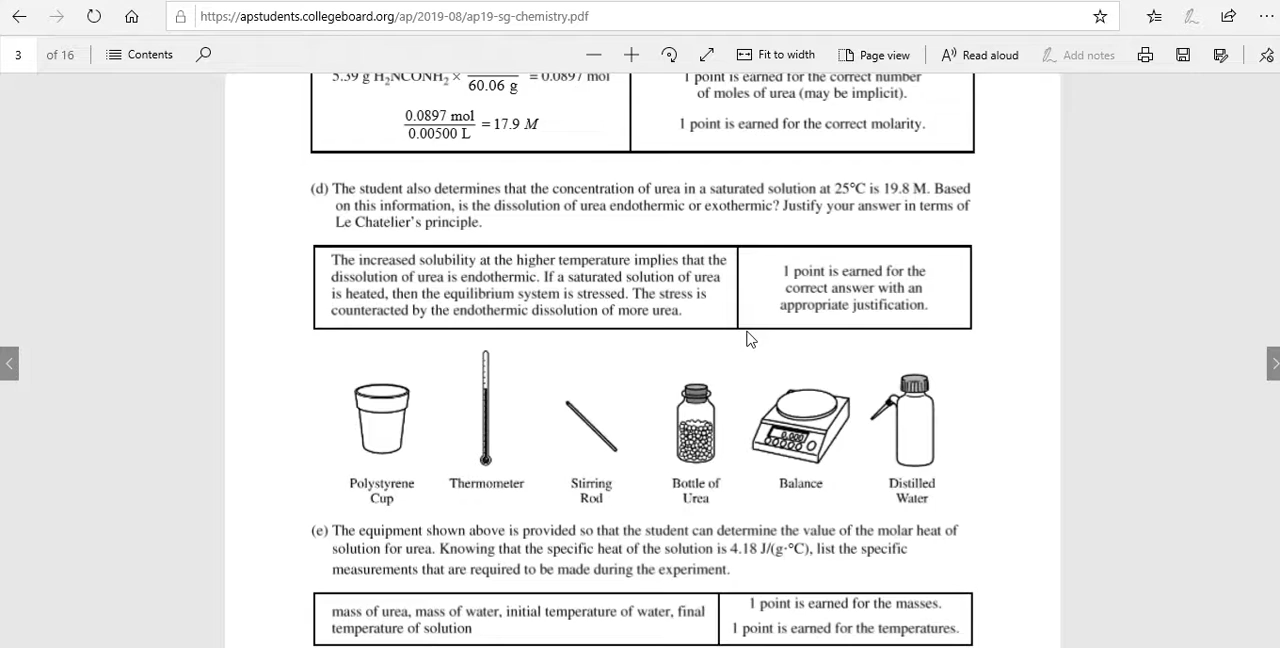 https://apstudents.collegeboard.org/ap/2019-08/ap19-sg-chemistry.pdf
3 of 16 Contents Fit to width Page view Read aloud Add notes
5.39 g H₂NCONH₂ × 60.06 g = 0.0897 mol
1 point is earned for the correct number
of moles of urea (may be implicit).
0.0897 mol
0.00500 L
= 17.9 M
1 point is earned for the correct molarity.
(d) The student also determines that the concentration of urea in a saturated solution at 25°C is 19.8 M. Based
on this information, is the dissolution of urea endothermic or exothermic? Justify your answer in terms of
Le Chatelier's principle.
The increased solubility at the higher temperature implies that the
dissolution of urea is endothermic. If a saturated solution of urea
is heated, then the equilibrium system is stressed. The stress is
counteracted by the endothermic dissolution of more urea.
1 point is earned for the
correct answer with an
appropriate justification.
Polystyrene
Cup
Thermometer
Stirring
Rod
Bottle of
Urea
Balance
Distilled
Water
(e) The equipment shown above is provided so that the student can determine the value of the molar heat of
solution for urea. Knowing that the specific heat of the solution is 4.18 J/(g·°C), list the specific
measurements that are required to be made during the experiment.
mass of urea, mass of water, initial temperature of water, final
temperature of solution
1 point is earned for the masses.
1 point is earned for the temperatures.